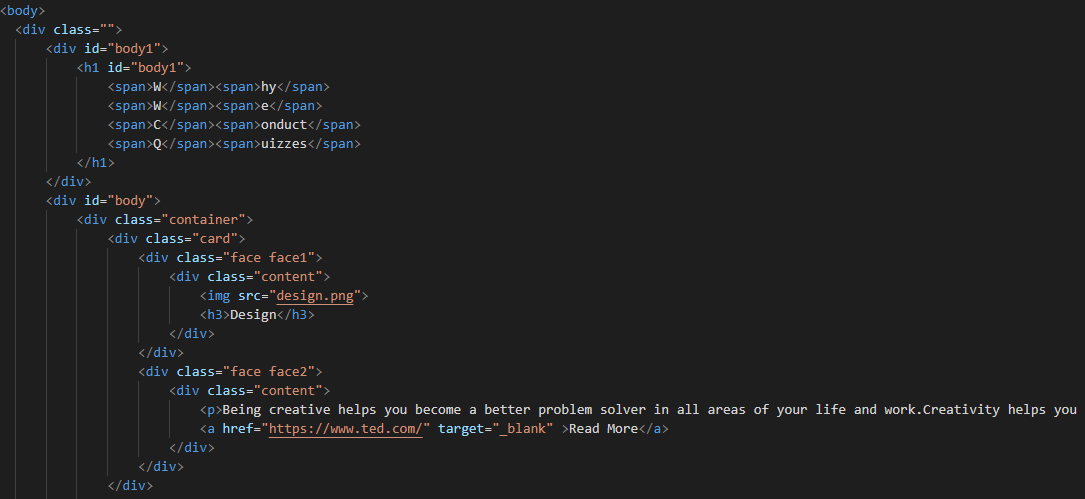 <body>
<div class="">
<div id="body1">
<h1 id="body1">
<span>W</span><span>hy</span>
<span>W</span><span>e</span>
<span>C</span><span>onduct</span>
<span>Q</span><span>uizzes</span>
</h1>
</div>
<div id="body">
<div class="container">
<div class="card">
<div class="face face1">
<div class="content">
<img src="design.png">
<h3>Design</h3>
</div>
</div>
<div class="face face2">
<div class="content">
<p>Being creative helps you become a better problem solver in all areas of your life and work.Creativity helps you
<a href="https://www.ted.com/" target="_blank" >Read More</a>
</div>
</div>
</div>